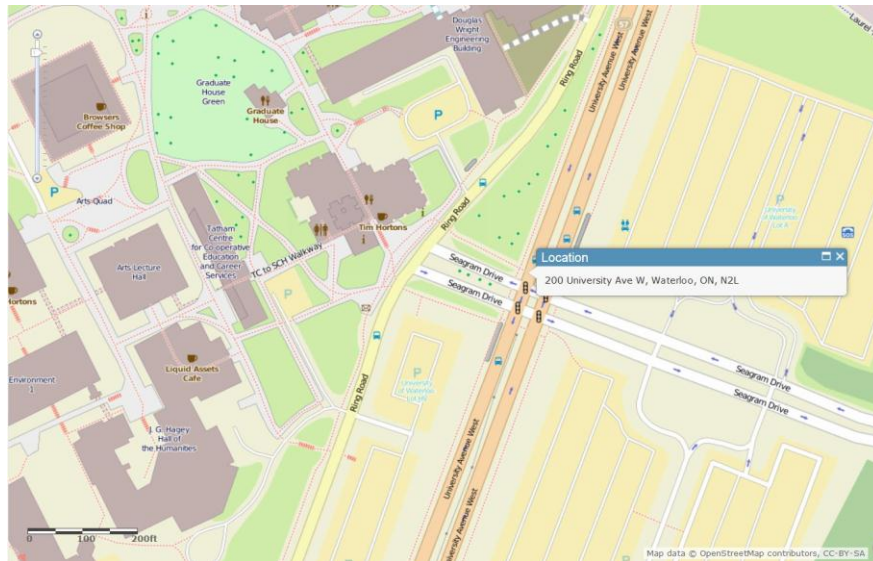 Douglas
Wright
Engineering
Building
57
Ring Road
University Avenue West
University Avenue West
Graduate
House
Green
Graduate
House
Browsers
Coffee Shop
P
P
P
University
of Waterloo
Lot A
Arts Quad
Tatham
Centre
for Co-operative
Education
and Career
Services
Tim Hortons
i
i
i
Ring Road
TC to SCH Walkway
Arts Lecture
Hall
Seagram Drive
Seagram Drive
Location
200 University Ave W, Waterloo, ON, N2L
P
Hortons
Liquid Assets
Cafe
Environment
1
P
University
of Waterloo
Ring Road
Seagram Drive
Seagram Drive
J. G. Hagey
Hall of
the Humanities
University Avenue West
University Avenue West
0 100 200ft
Map data © OpenStreetMap contributors, CC-BY-SA